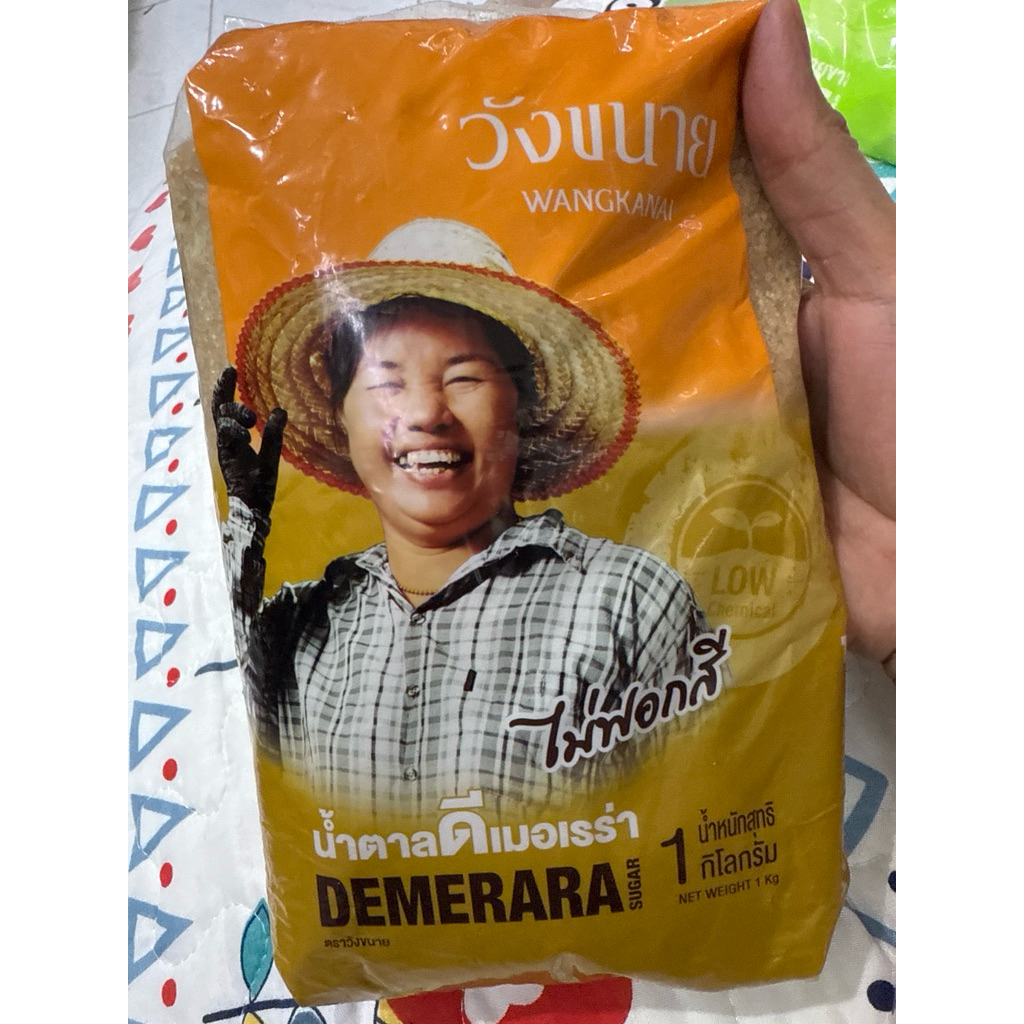 วังขนาย
WANGKANAI
LOW
Chemical
ไม่ฟอกสี
น้ำตาลดีเมอเรร่า
DEMERARA SUGAR
ตราวังขนาย
1 น้ำหนักสุทธิ
กิโลกรัม
NET WEIGHT 1 Kg